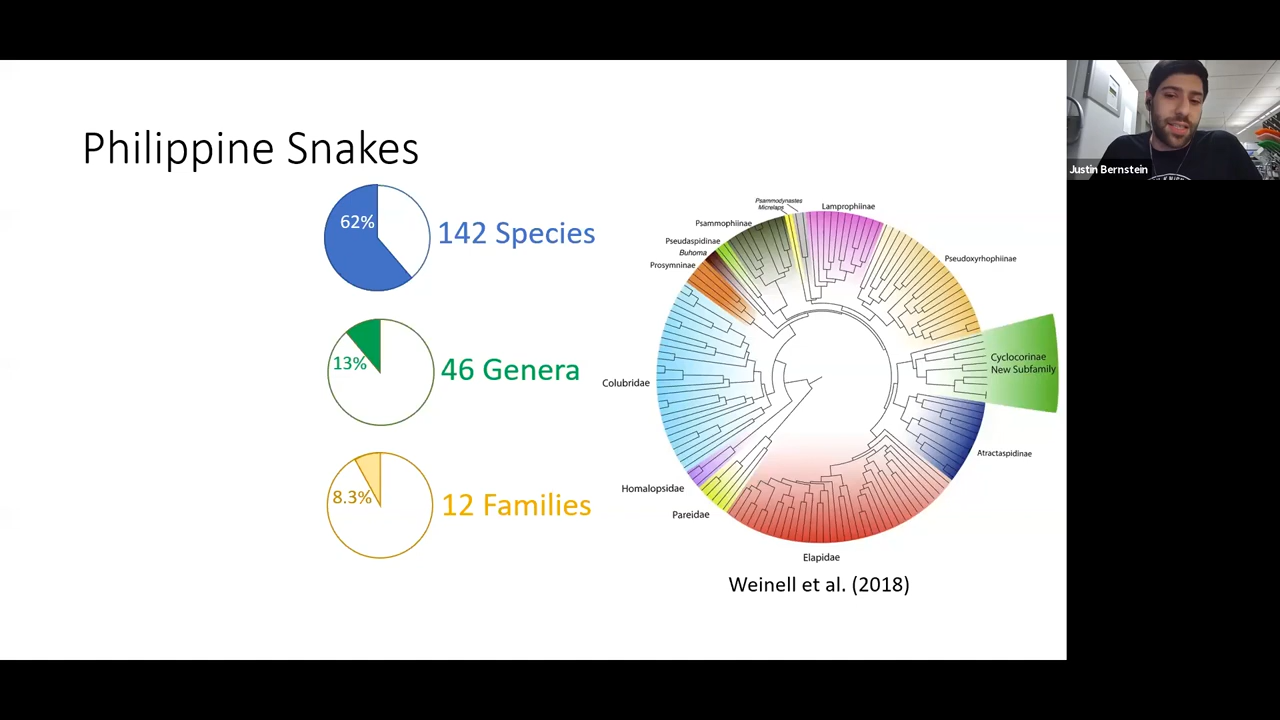 Philippine Snakes
62%
142 Species
13%
46 Genera
8.3%
12 Families
Psammodynastes
Micrelaps
Lamprophiinae
Psammophiinae
Pseudaspidinae
Buhoma
Prosymninae
Pseudoxyrhophiinae
Cyclocorinae
New Subfamily
Colubridae
Atractaspidinae
Homalopsidae
Pareidae
Elapidae
Weinell et al. (2018)
Justin Bernstein